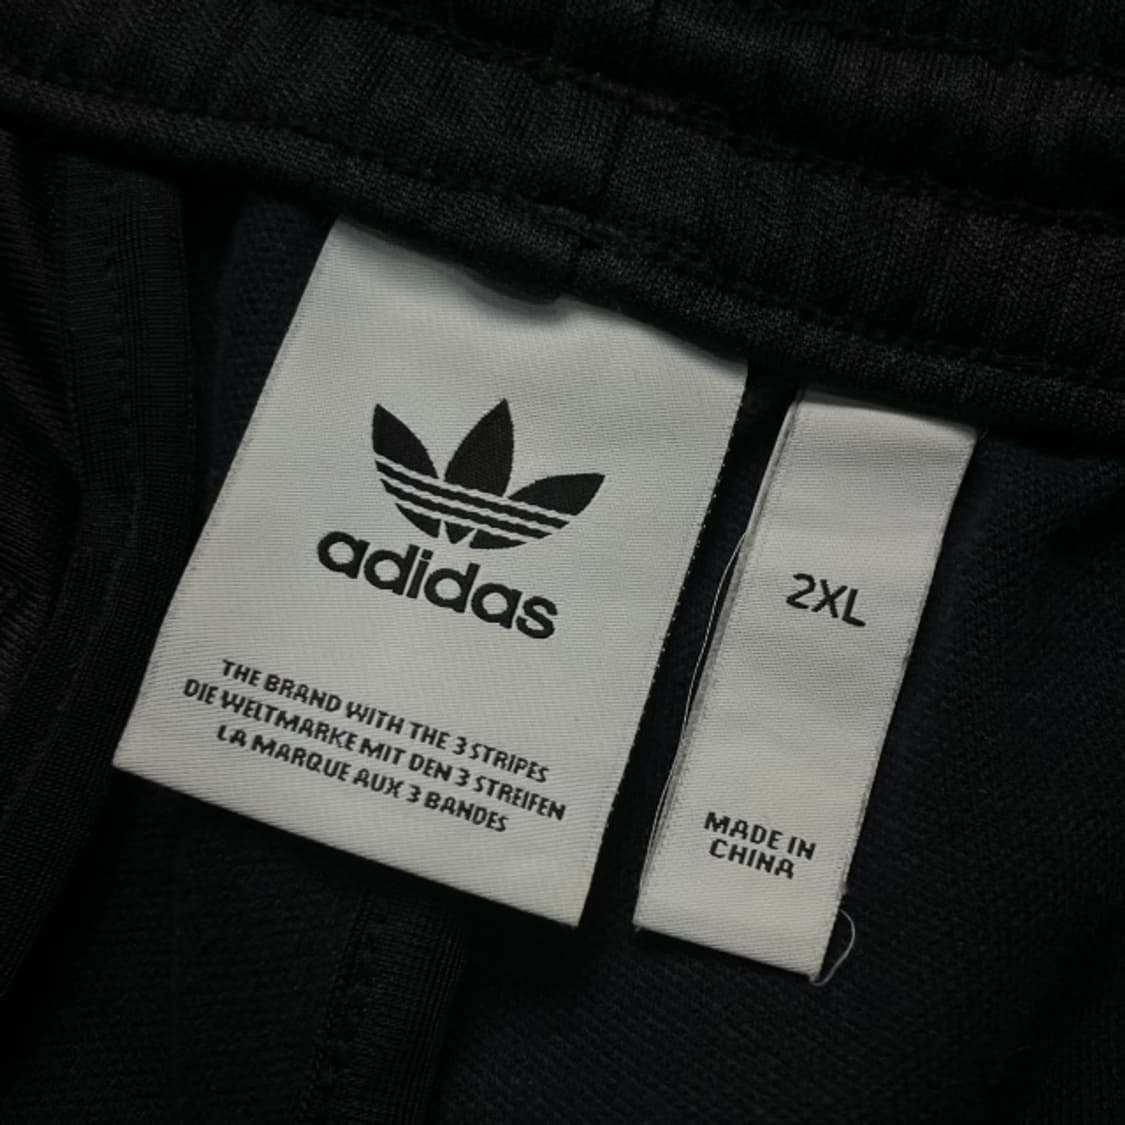 adidas
THE BRAND WITH THE 3 STRIPES
DIE WELTMARKE MIT DEN 3 STREIFEN
LA MARQUE AUX 3 BANDES
2XL
MADE IN
CHINA